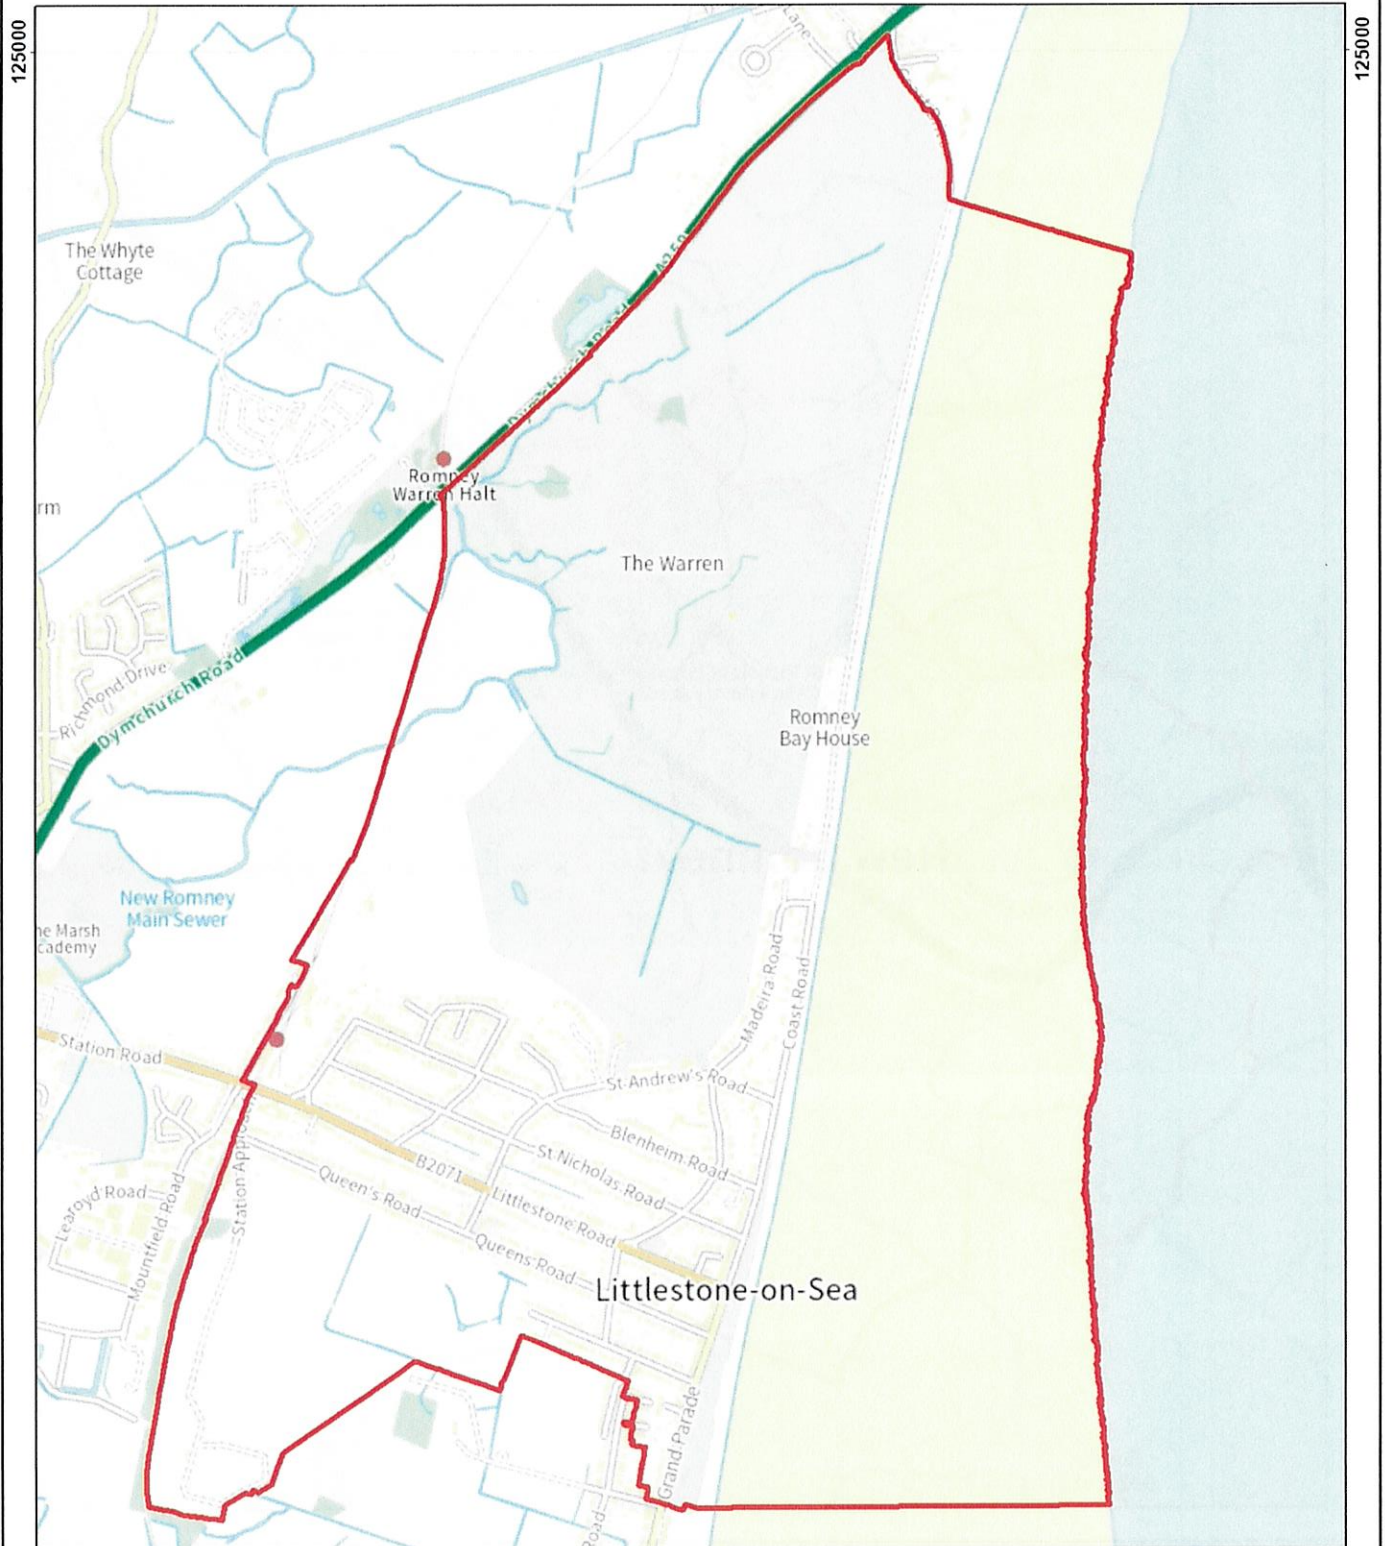 125000
125000
Lane
The Whyte
Cottage
A259
Dymchurch Road
Romney
Warren Halt
rm
The Warren
Richmond Drive
Dymchurch Road
Romney
Bay House
New Romney
Main Sewer
he Marsh
cademy
Madeira Road
Coast Road
Station Road
St Andrew's Road
Blenheim Road
St Nicholas Road
B2071
Littlestone Road
Queen's Road
Queens Road
Station Approach
Learoyd Road
Mountfield Road
Littlestone-on-Sea
Grand Parade
Road